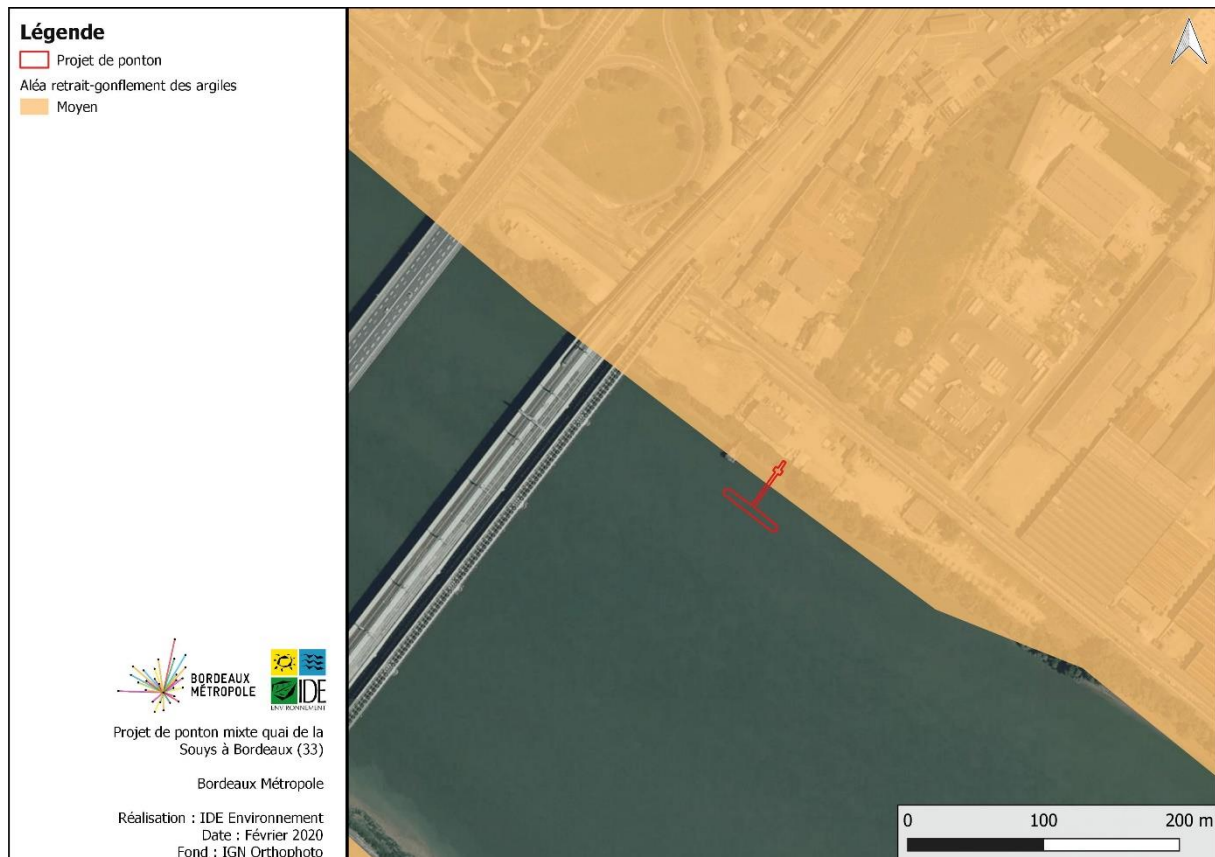 Légende
Projet de ponton
Aléa retrait-gonflement des argiles
Moyen
BORDEAUX
MÉTROPOLE
IDE
ENVIRONNEMENT
Projet de ponton mixte quai de la
Souys à Bordeaux (33)
Bordeaux Métropole
Réalisation : IDE Environnement
Date : Février 2020
Fond : IGN Orthophoto
0 100 200 m